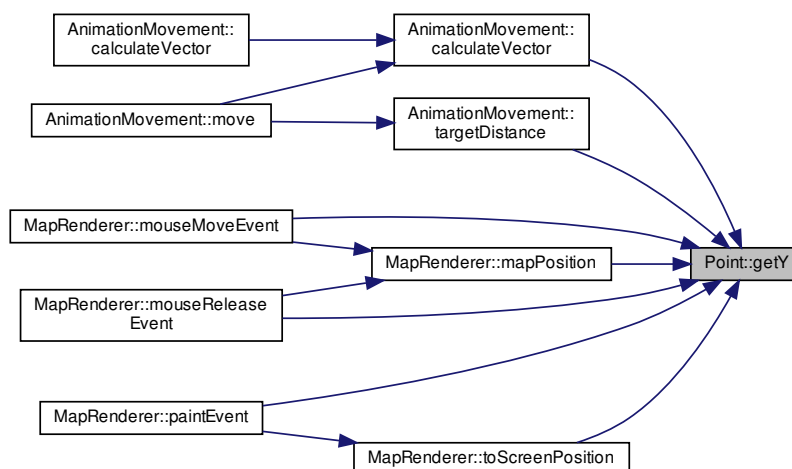 AnimationMovement::
calculateVector
AnimationMovement::
calculateVector
AnimationMovement::move
AnimationMovement::
targetDistance
MapRenderer::mouseMoveEvent
MapRenderer::mapPosition
Point::getY
MapRenderer::mouseRelease
Event
MapRenderer::paintEvent
MapRenderer::toScreenPosition